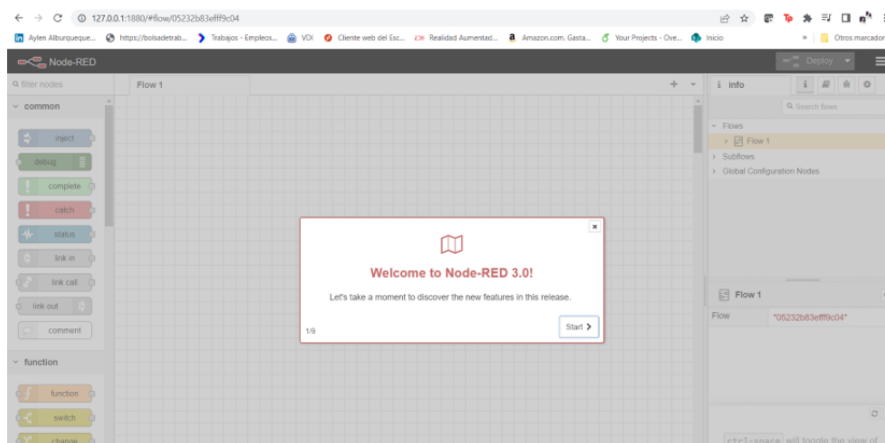 127.0.0.1:1880/#flow/05232b83efff9c04
Aylen Alburqueque... https://bolsadetrab... Trabajos - Empleos... VDI Cliente web del Esc... Realidad Aumentad... Amazon.com. Gasta... Your Projects - Ove... Inicio » Otros marcador
Node-RED Deploy
filter nodes Flow 1 info
common Search flows
Flows
inject Flow 1
debug Subflows
complete Global Configuration Nodes
catch
status
link in
link call
link out
comment
Welcome to Node-RED 3.0!
Let's take a moment to discover the new features in this release.
1/9 Start
Flow 1
Flow "05232b83efff9c04"
function
function
switch
change
ctrl-space will toggle the view of